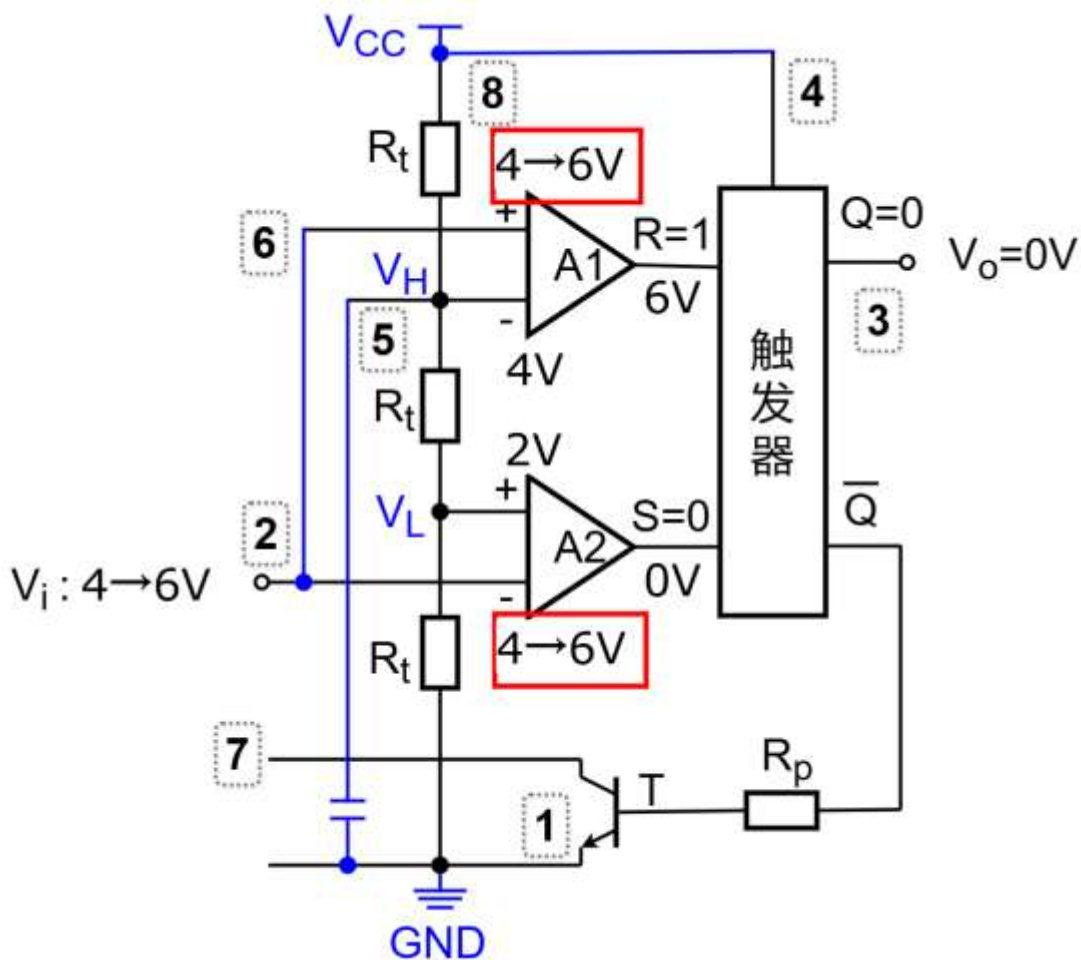 VCC
8
4
Rt
4→6V
+
6
A1
R=1
Q=0
Vo=0V
VH
6V
3
-
5
4V
触发器
Rt
2V
+
VL
2
A2
S=0
Q̅
Vi : 4→6V
-
0V
4→6V
Rt
7
T
Rp
1
GND